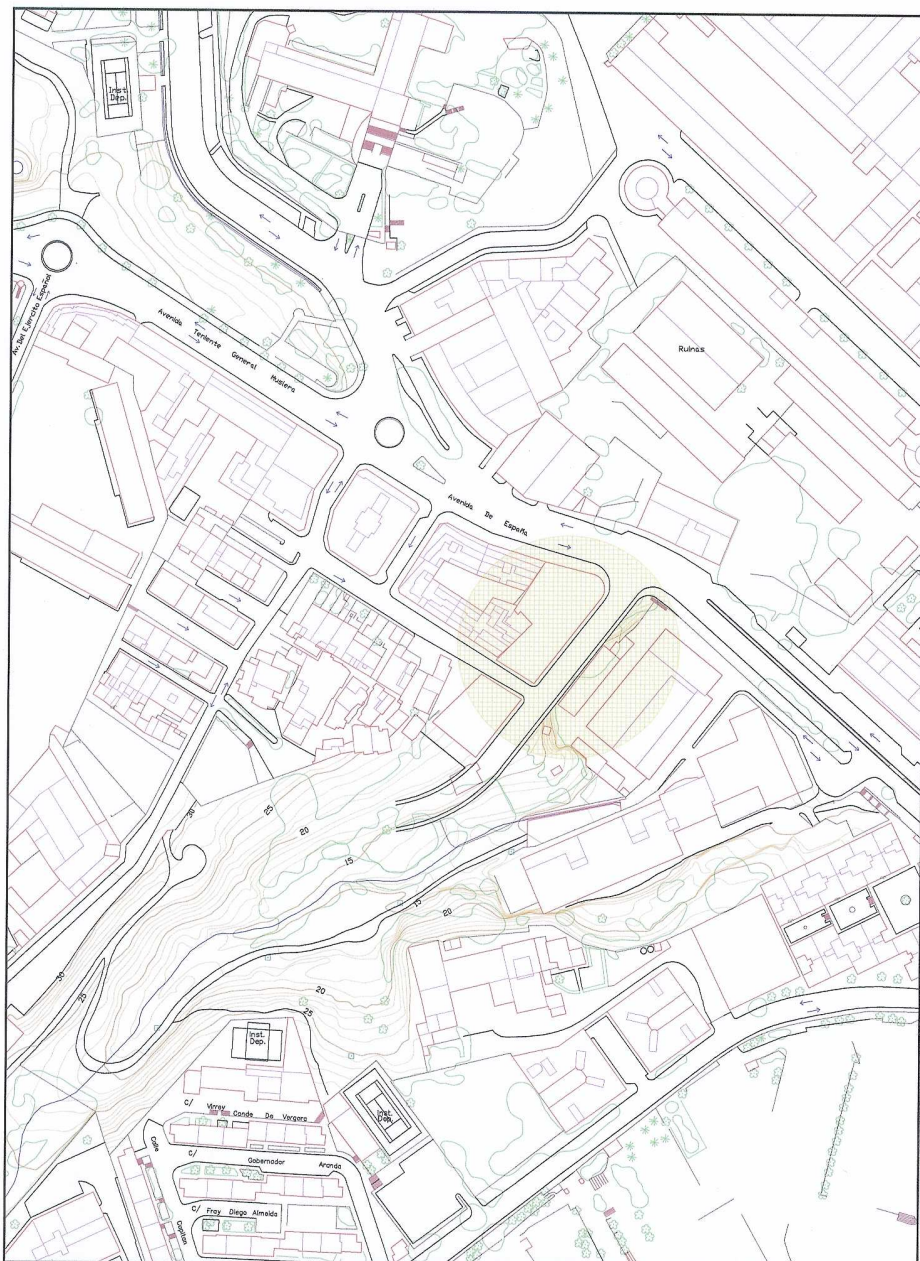 Inst.
Dep.
Av. Del Ejercito Español
Avenida Teniente General Muslera
Ruinas
Avenida De España
30
25
20
15
15
20
30
25
20
25
Inst.
Dep.
Inst.
Dep.
C/ Virrey Conde De Vergara
Calle
Capitan
C/ Gobernador Aranda
C/ Fray Diego Almeida